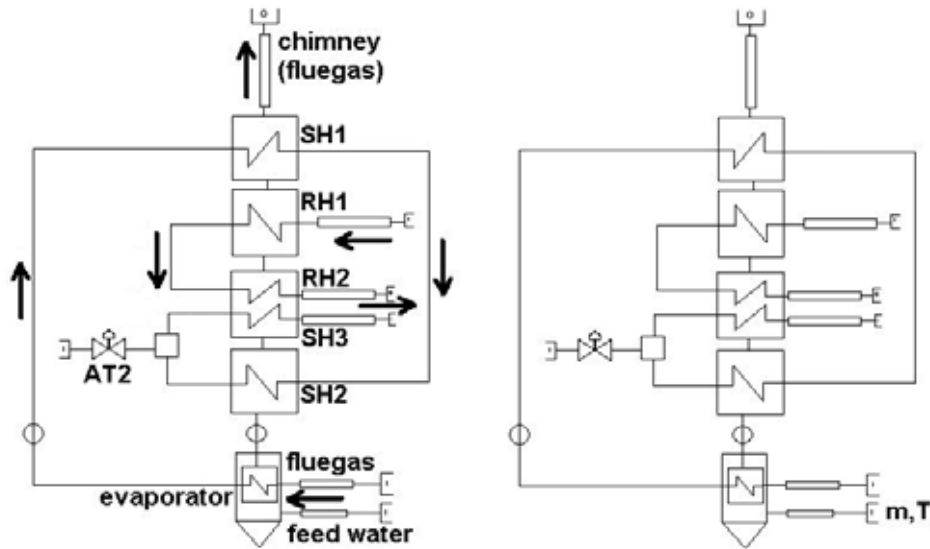 chimney
(fluegas)
SH1
RH1
RH2
SH3
AT2
SH2
fluegas
evaporator
feed water
m,T